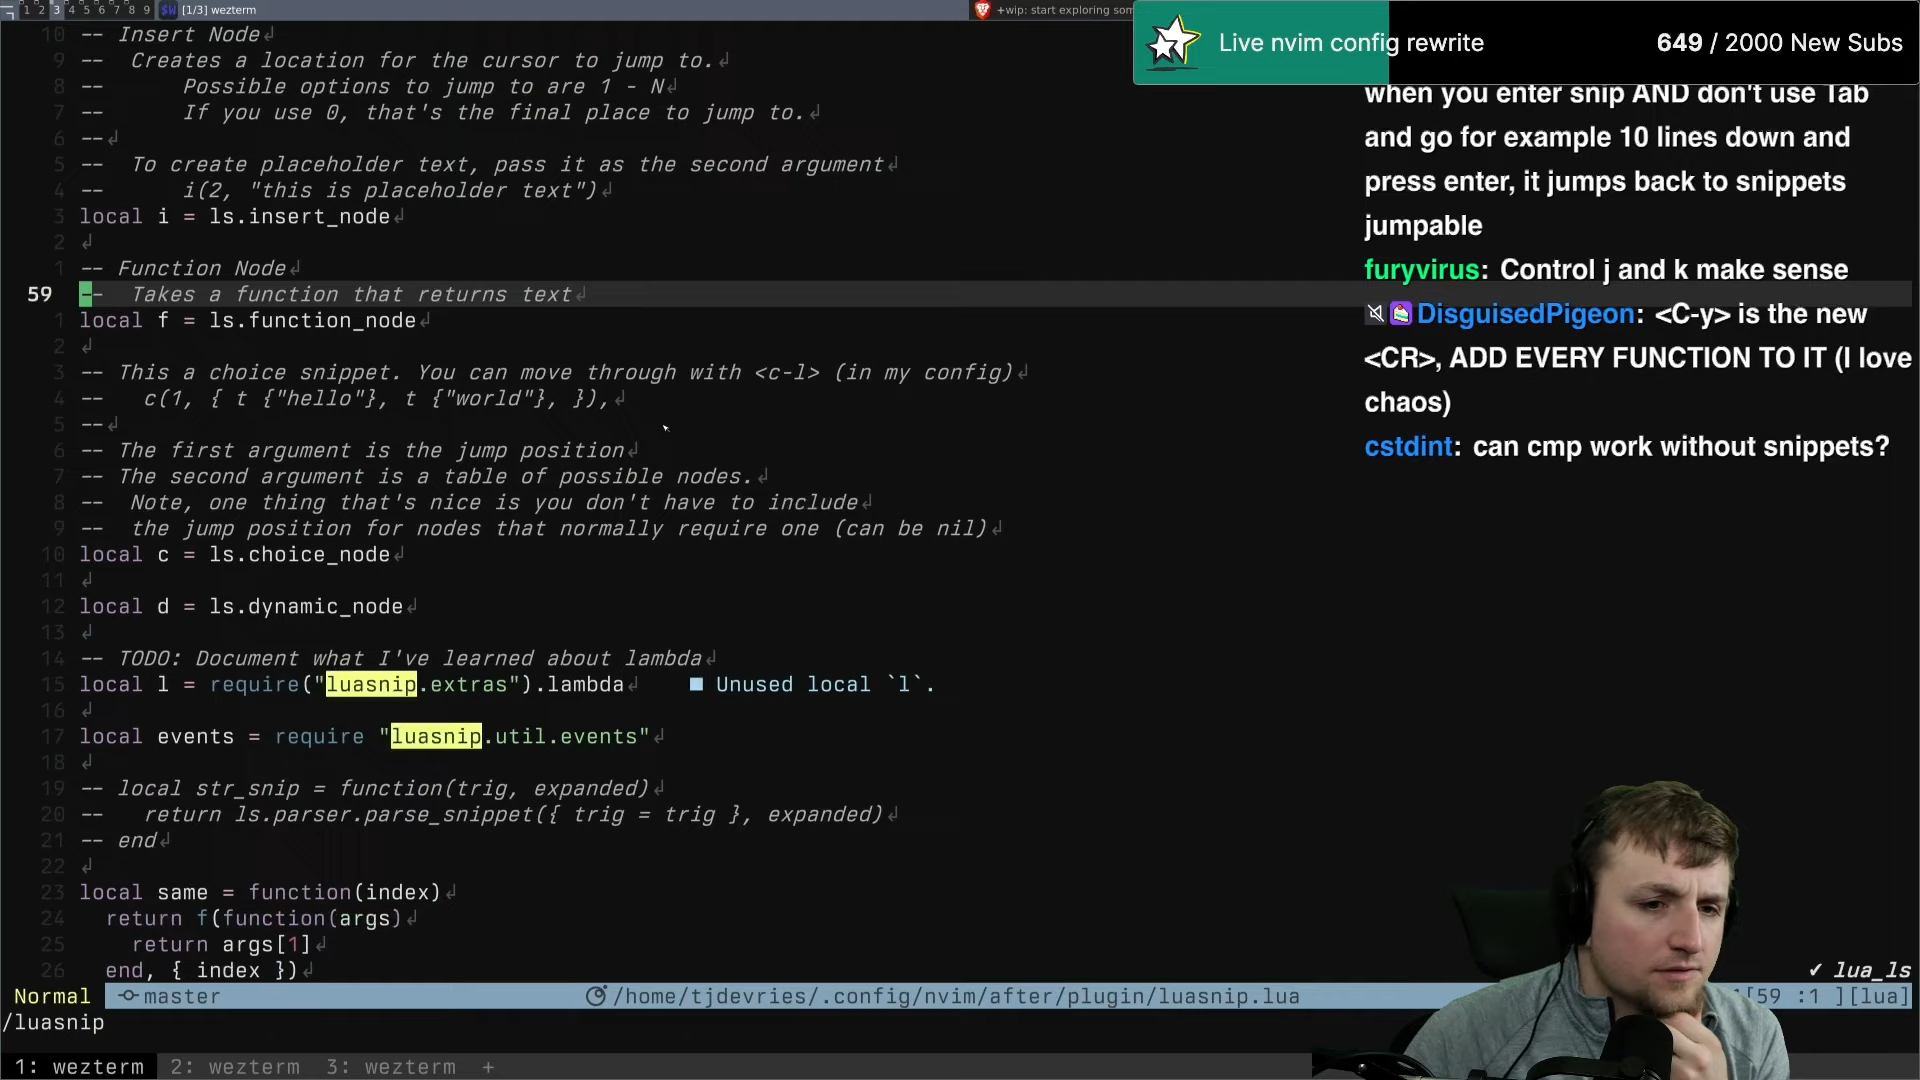 1 2 3 4 5 6 7 8 9 [1/3] wezterm
+wip: start exploring som
Live nvim config rewrite
649 / 2000 New Subs
10 -- Insert Node↲
9 --  Creates a location for the cursor to jump to.↲
8 --      Possible options to jump to are 1 - N↲
7 --      If you use 0, that's the final place to jump to.↲
6 --↲
5 --  To create placeholder text, pass it as the second argument↲
4 --      i(2, "this is placeholder text")↲
3 local i = ls.insert_node↲
2 ↲
1 -- Function Node↲
59 --  Takes a function that returns text↲
1 local f = ls.function_node↲
2 ↲
3 -- This a choice snippet. You can move through with <c-l> (in my config)↲
4 --   c(1, { t {"hello"}, t {"world"}, }),↲
5 --↲
6 -- The first argument is the jump position↲
7 -- The second argument is a table of possible nodes.↲
8 --  Note, one thing that's nice is you don't have to include↲
9 --  the jump position for nodes that normally require one (can be nil)↲
10 local c = ls.choice_node↲
11 ↲
12 local d = ls.dynamic_node↲
13 ↲
14 -- TODO: Document what I've learned about lambda↲
15 local l = require("luasnip.extras").lambda↲    ■ Unused local `l`.
16 ↲
17 local events = require "luasnip.util.events"↲
18 ↲
19 -- local str_snip = function(trig, expanded)↲
20 --   return ls.parser.parse_snippet({ trig = trig }, expanded)↲
21 -- end↲
22 ↲
23 local same = function(index)↲
24   return f(function(args)↲
25     return args[1]↲
26   end, { index })↲
when you enter snip AND don't use Tab
and go for example 10 lines down and
press enter, it jumps back to snippets
jumpable
furyvirus: Control j and k make sense
DisguisedPigeon: <C-y> is the new
<CR>, ADD EVERY FUNCTION TO IT (I love
chaos)
cstdint: can cmp work without snippets?
✓ lua_ls
Normal master /home/tjdevries/.config/nvim/after/plugin/luasnip.lua [59 :1 ][lua]
/luasnip
1: wezterm 2: wezterm 3: wezterm +